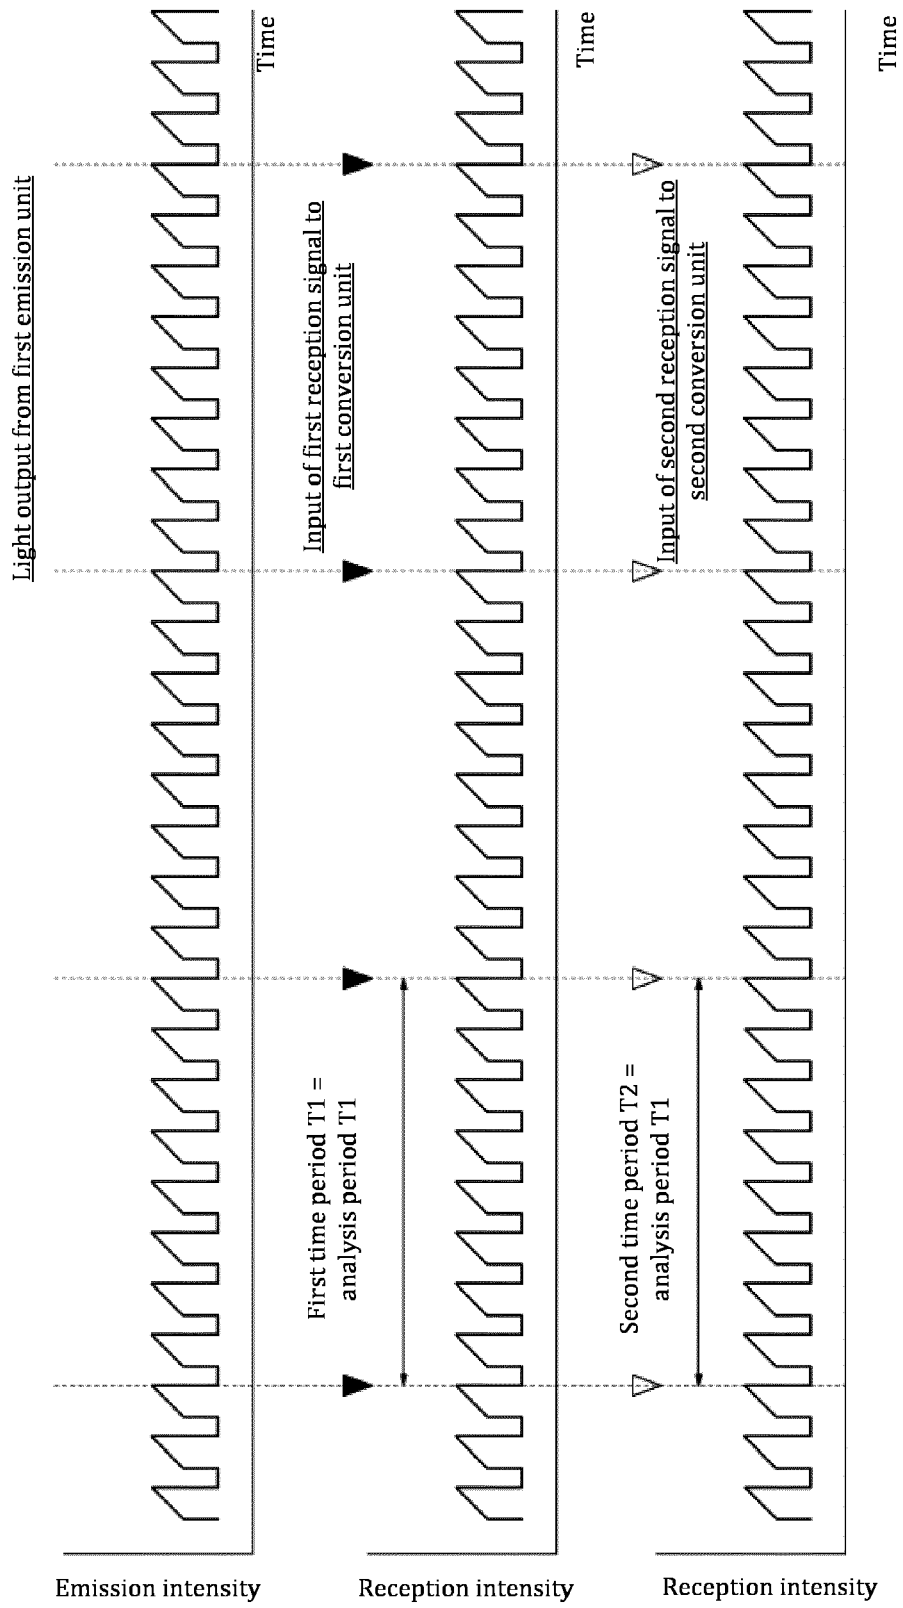 Light output from first emission unit
Time
Emission intensity
Input of first reception signal to
first conversion unit
Time
First time period T1 =
analysis period T1
Reception intensity
Input of second reception signal to
second conversion unit
Time
Second time period T2 =
analysis period T1
Reception intensity